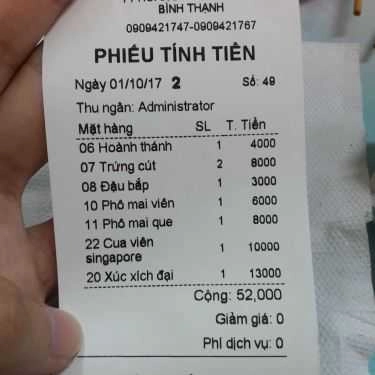 BÌNH THẠNH
0909421747-0909421767
PHIẾU TÍNH TIỀN
Ngày 01/10/17 2 Số: 49
Thu ngân: Administrator
Mặt hàng SL T. Tiền
06 Hoành thánh 1 4000
07 Trứng cút 2 8000
08 Đậu bắp 1 3000
10 Phô mai viên 1 6000
11 Phô mai que 1 8000
22 Cua viên
singapore 1 10000
20 Xúc xích đại 1 13000
Cộng: 52,000
Giảm giá: 0
Phí dịch vụ: 0